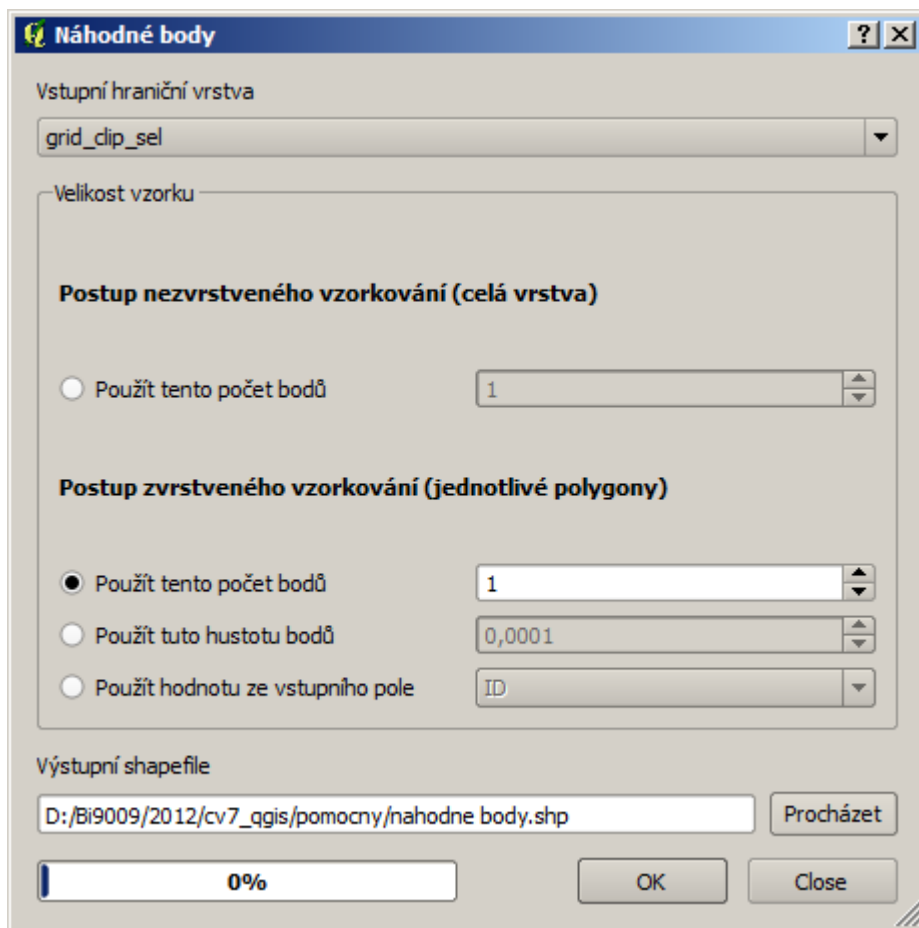 Náhodné body
Vstupní hraniční vrstva
grid_clip_sel
Velikost vzorku
Postup nezvrstveného vzorkování (celá vrstva)
Použít tento počet bodů 1
Postup zvrstveného vzorkování (jednotlivé polygony)
Použít tento počet bodů 1
Použít tuto hustotu bodů 0,0001
Použít hodnotu ze vstupního pole ID
Výstupní shapefile
D:/Bi9009/2012/cv7_qgis/pomocny/nahodne body.shp Procházet
0% OK Close